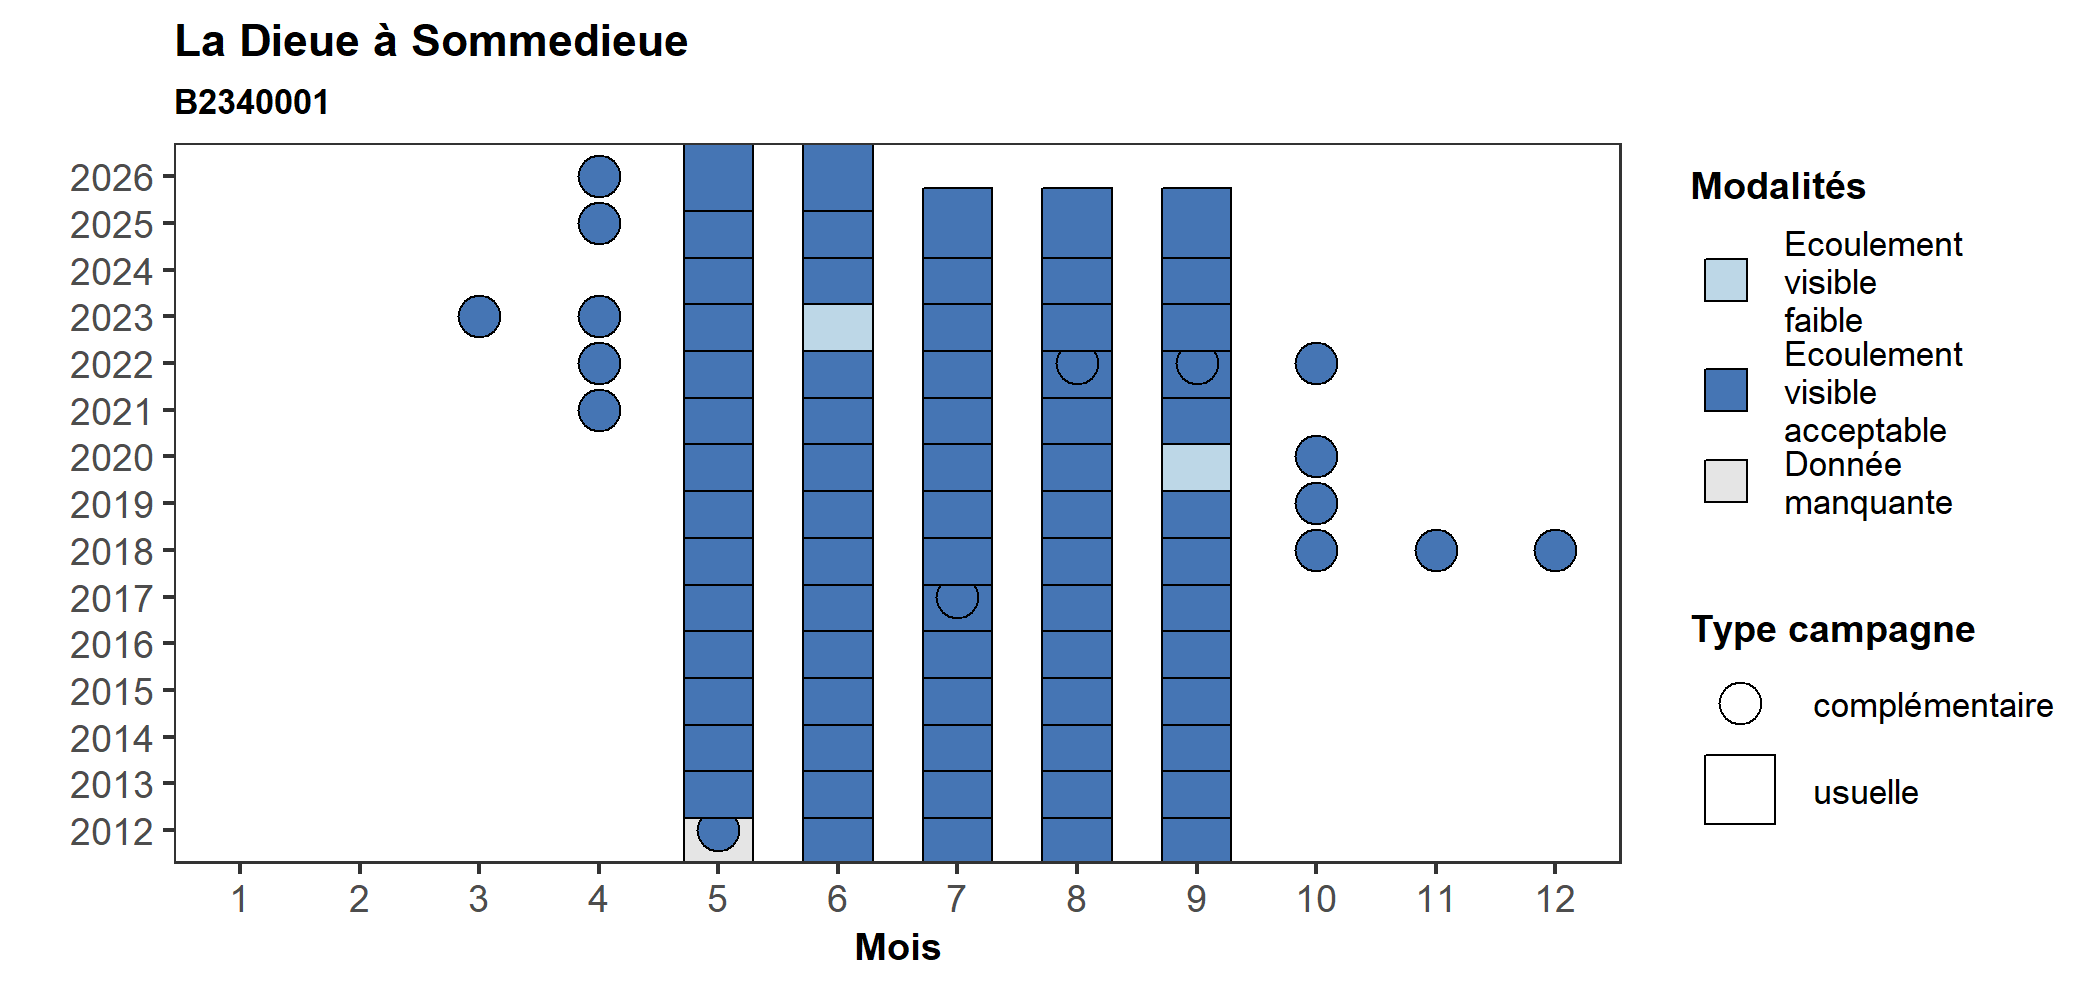 La Dieue à Sommedieue
B2340001
2026
2025
2024
2023
2022
2021
2020
2019
2018
2017
2016
2015
2014
2013
2012
1 2 3 4 5 6 7 8 9 10 11 12
Mois
Modalités
Ecoulement
visible
faible
Ecoulement
visible
acceptable
Donnée
manquante
Type campagne
complémentaire
usuelle